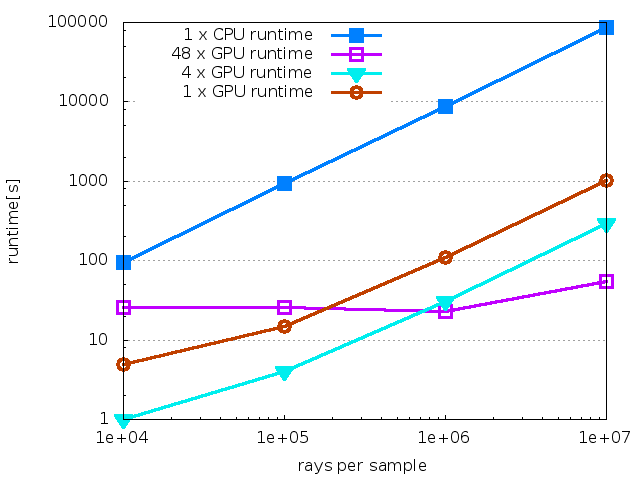 100000
10000
1000
100
10
1
runtime[s]
1 x CPU runtime
48 x GPU runtime
4 x GPU runtime
1 x GPU runtime
1e+04 1e+05 1e+06 1e+07
rays per sample